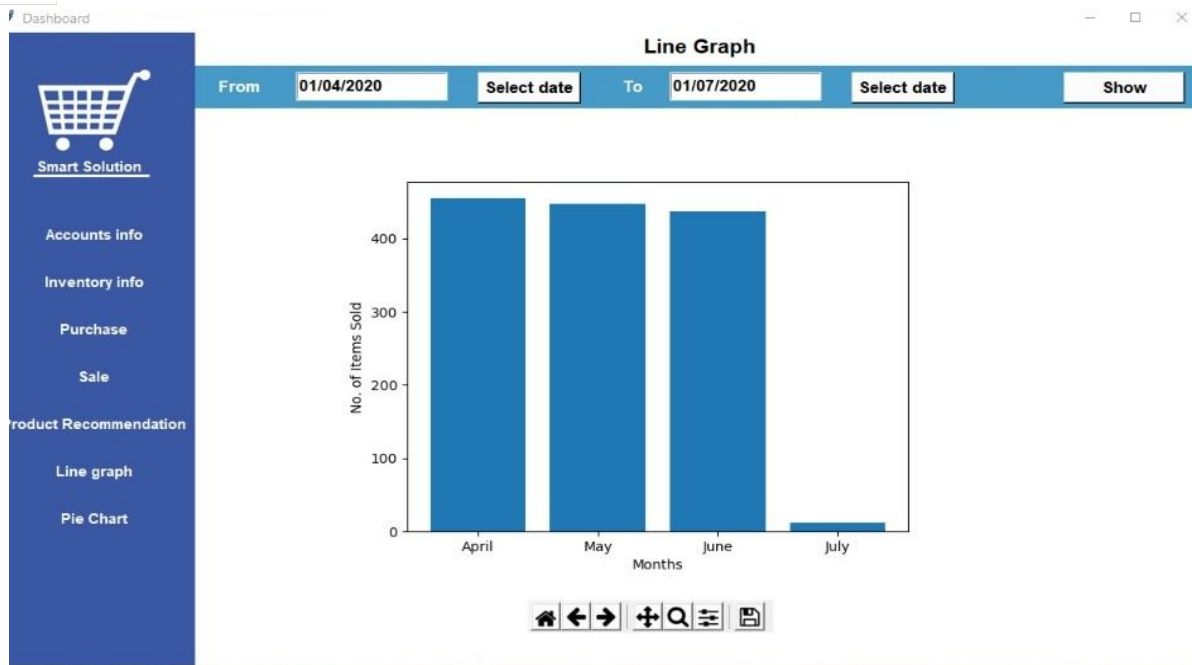 Dashboard
Line Graph
From 01/04/2020 Select date To 01/07/2020 Select date Show
Smart Solution
Accounts info
Inventory info
Purchase
Sale
roduct Recommendation
Line graph
Pie Chart
No. of Items Sold
400
300
200
100
0
April May June July
Months